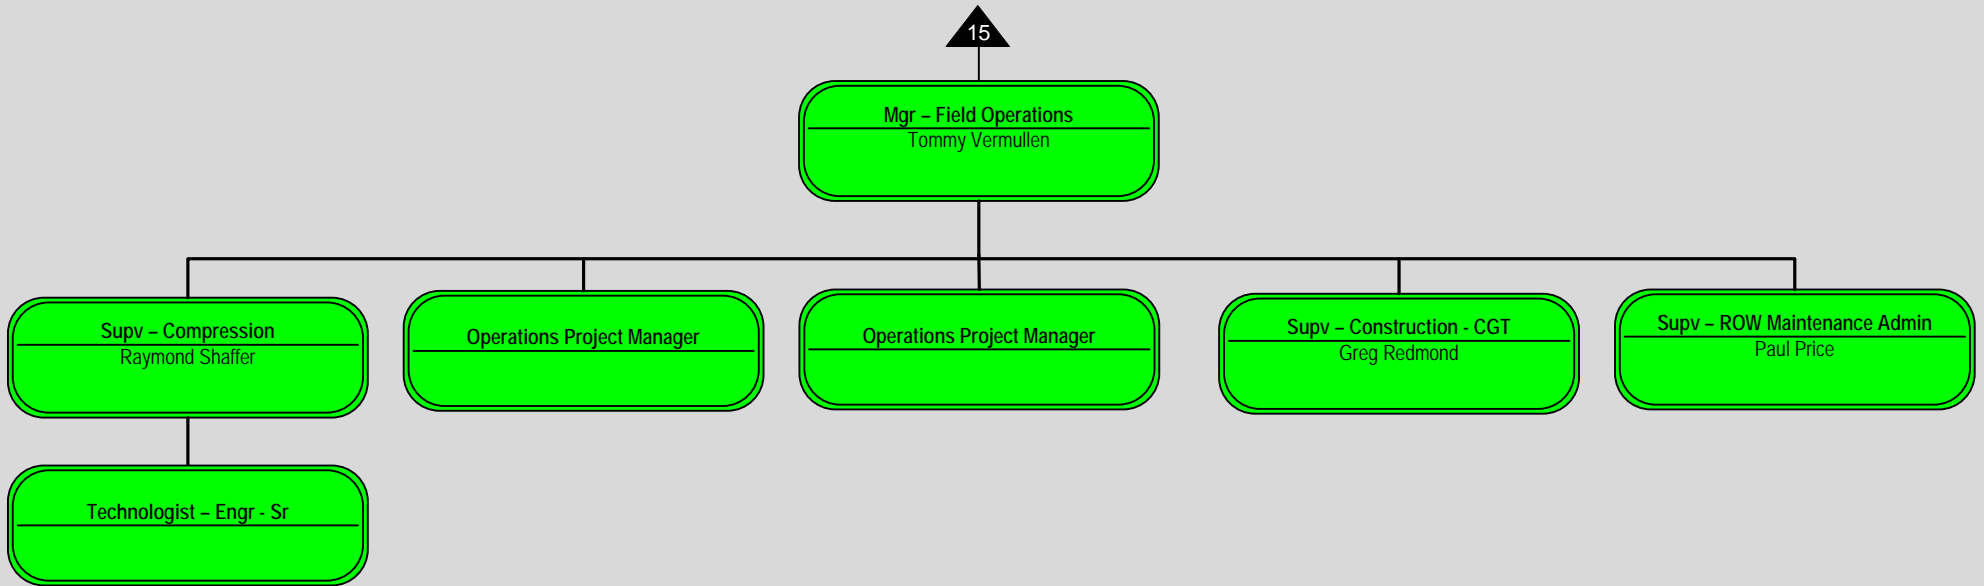 15
Mgr – Field Operations
Tommy Vermullen
Supv – Compression
Raymond Shaffer
Operations Project Manager
Operations Project Manager
Supv – Construction - CGT
Greg Redmond
Supv – ROW Maintenance Admin
Paul Price
Technologist – Engr - Sr